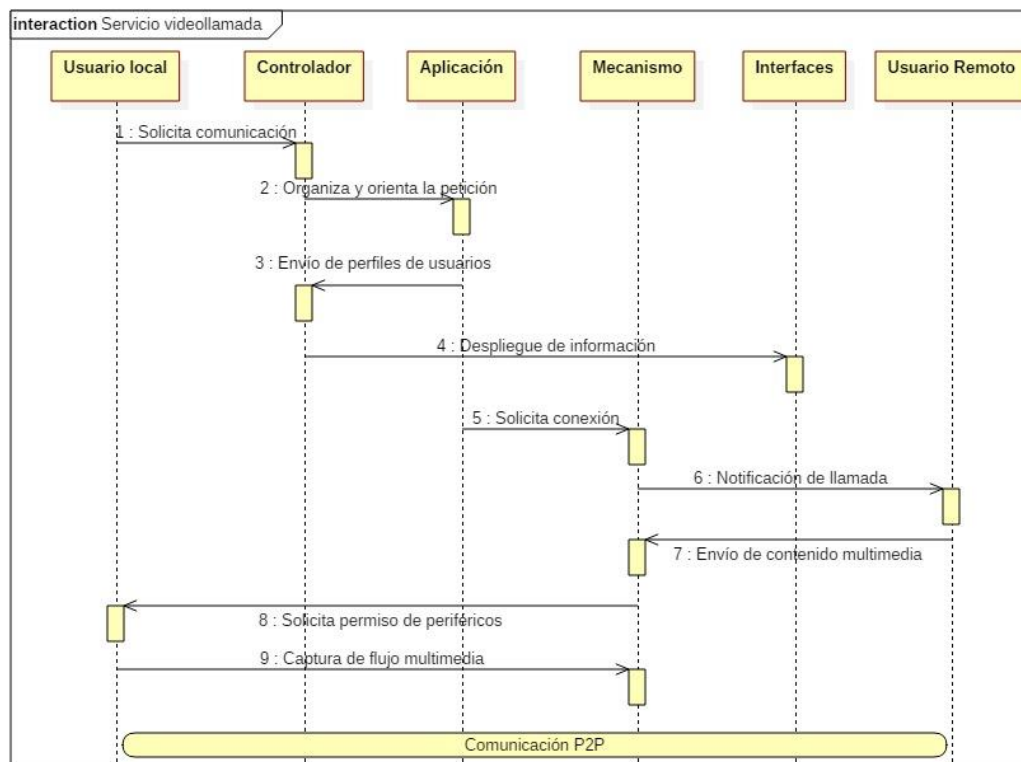 interaction Servicio videollamada
Usuario local
Controlador
Aplicación
Mecanismo
Interfaces
Usuario Remoto
1 : Solicita comunicación
2 : Organiza y orienta la petición
3 : Envío de perfiles de usuarios
4 : Despliegue de información
5 : Solicita conexión
6 : Notificación de llamada
7 : Envío de contenido multimedia
8 : Solicita permiso de periféricos
9 : Captura de flujo multimedia
Comunicación P2P